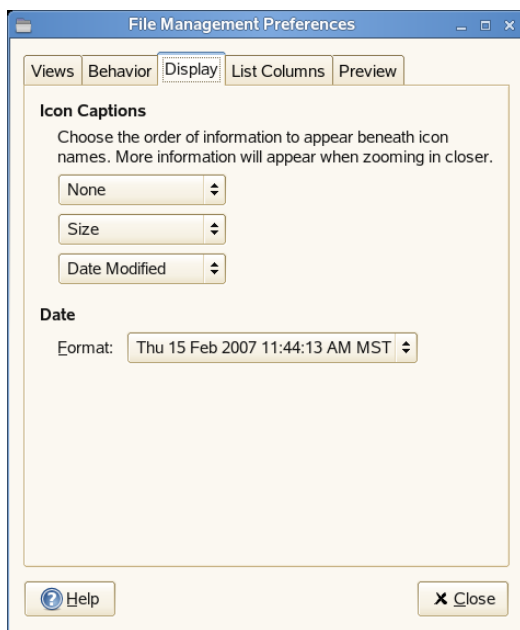 File Management Preferences
Views Behavior Display List Columns Preview
Icon Captions
Choose the order of information to appear beneath icon
names. More information will appear when zooming in closer.
None
Size
Date Modified
Date
Format: Thu 15 Feb 2007 11:44:13 AM MST
Help Close